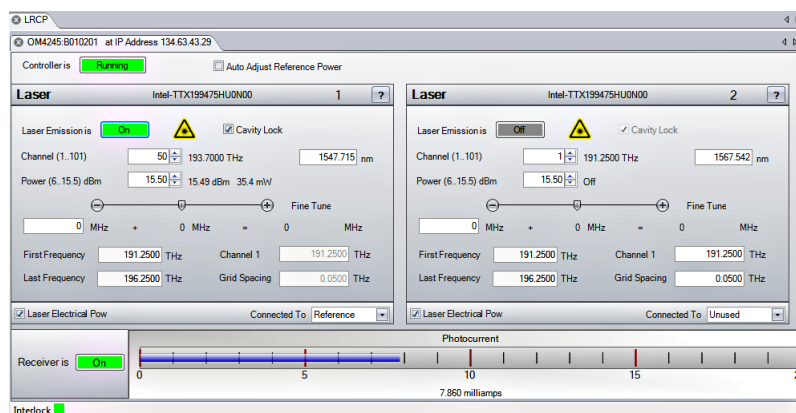 LRCP
OM4245:B010201 at IP Address 134.63.43.29
Controller is Running Auto Adjust Reference Power
Laser Intel-TTX199475HU0N00 1 ?
Laser Emission is On Cavity Lock
Channel (1..101) 50 193.7000 THz 1547.715 nm
Power (6..15.5) dBm 15.50 15.49 dBm 35.4 mW
Fine Tune
0 MHz + 0 MHz = 0 MHz
First Frequency 191.2500 THz Channel 1 191.2500 THz
Last Frequency 196.2500 THz Grid Spacing 0.0500 THz
Laser Electrical Pow Connected To Reference
Laser Intel-TTX199475HU0N00 2 ?
Laser Emission is Off Cavity Lock
Channel (1..101) 1 191.2500 THz 1567.542 nm
Power (6..15.5) dBm 15.50 Off
Fine Tune
0 MHz + 0 MHz = 0 MHz
First Frequency 191.2500 THz Channel 1 191.2500 THz
Last Frequency 196.2500 THz Grid Spacing 0.0500 THz
Laser Electrical Pow Connected To Unused
Photocurrent
Receiver is On
0 5 10 15 2
7.860 milliamps
Interlock